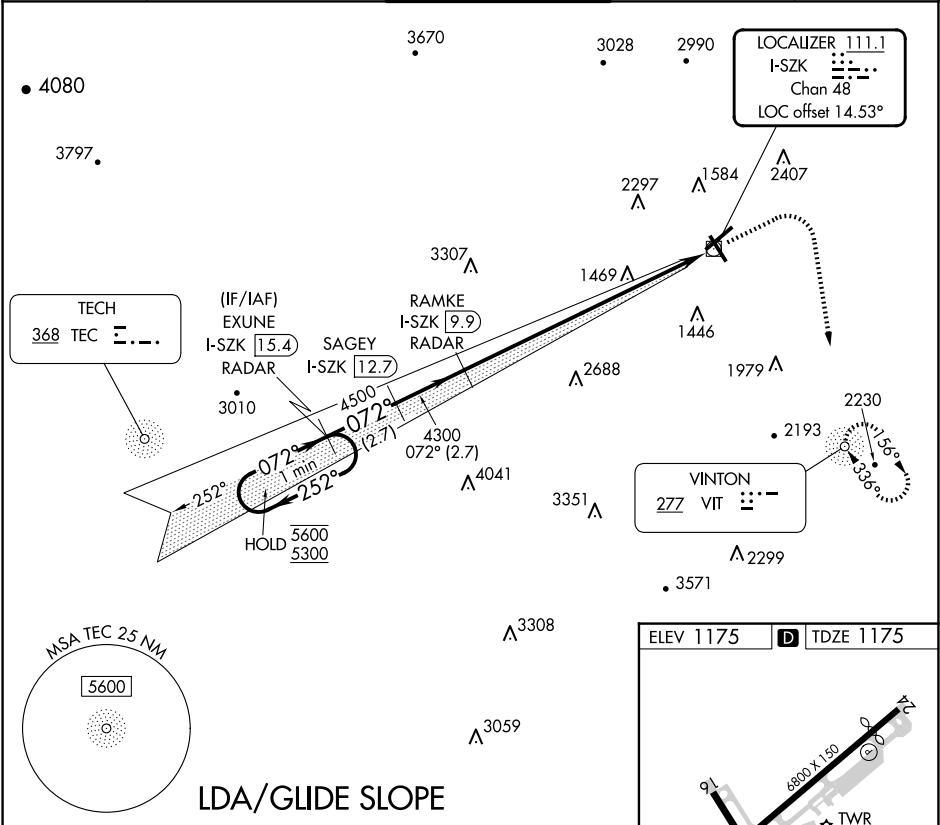 3670
3028
2990
LOCALIZER 111.1
I-SZK
Chan 48
LOC offset 14.53°
4080
3797
2297
1584
2407
3307
1469
TECH
368 TEC
(IF/IAF)
EXUNE
I-SZK 15.4
RADAR
SAGEY
I-SZK 12.7
RAMKE
I-SZK 9.9
RADAR
1446
1979
2688
3010
4500
072°
(2.7)
4300
072° (2.7)
2230
2193
156°
336°
072°
1 min
252°
252°
4041
VINTON
277 VIT
3351
HOLD 5600
5300
2299
3571
3308
MSA TEC 25 NM
5600
3059
ELEV 1175 D TDZE 1175
24
P
6800 X 150
16
TWR
LDA/GLIDE SLOPE